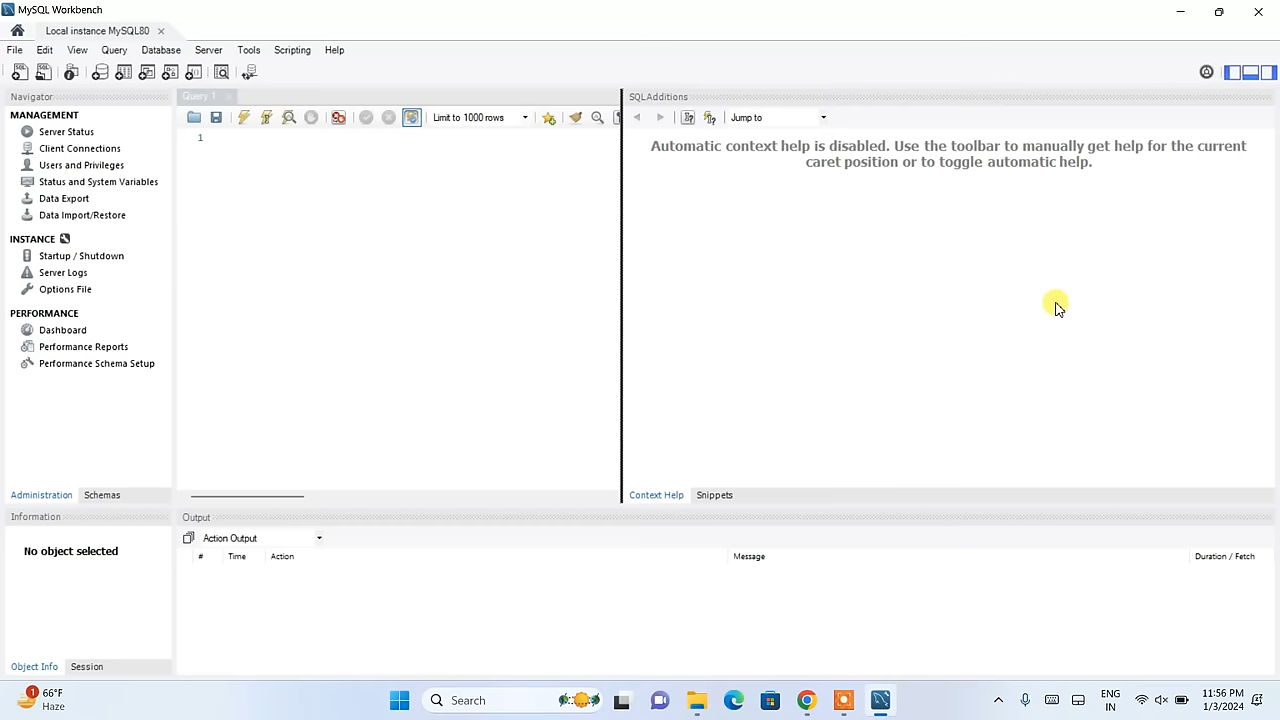 MySQL Workbench
Local instance MySQL80
File Edit View Query Database Server Tools Scripting Help
Navigator
MANAGEMENT
Server Status
Client Connections
Users and Privileges
Status and System Variables
Data Export
Data Import/Restore
INSTANCE
Startup / Shutdown
Server Logs
Options File
PERFORMANCE
Dashboard
Performance Reports
Performance Schema Setup
Administration Schemas
Information
No object selected
Object Info Session
Query 1
Limit to 1000 rows
1
SQLAdditions
Jump to
Automatic context help is disabled. Use the toolbar to manually get help for the current
caret position or to toggle automatic help.
Context Help Snippets
Output
Action Output
# Time Action Message Duration / Fetch
1
66°F
Haze
Search
ENG
IN
11:56 PM
1/3/2024